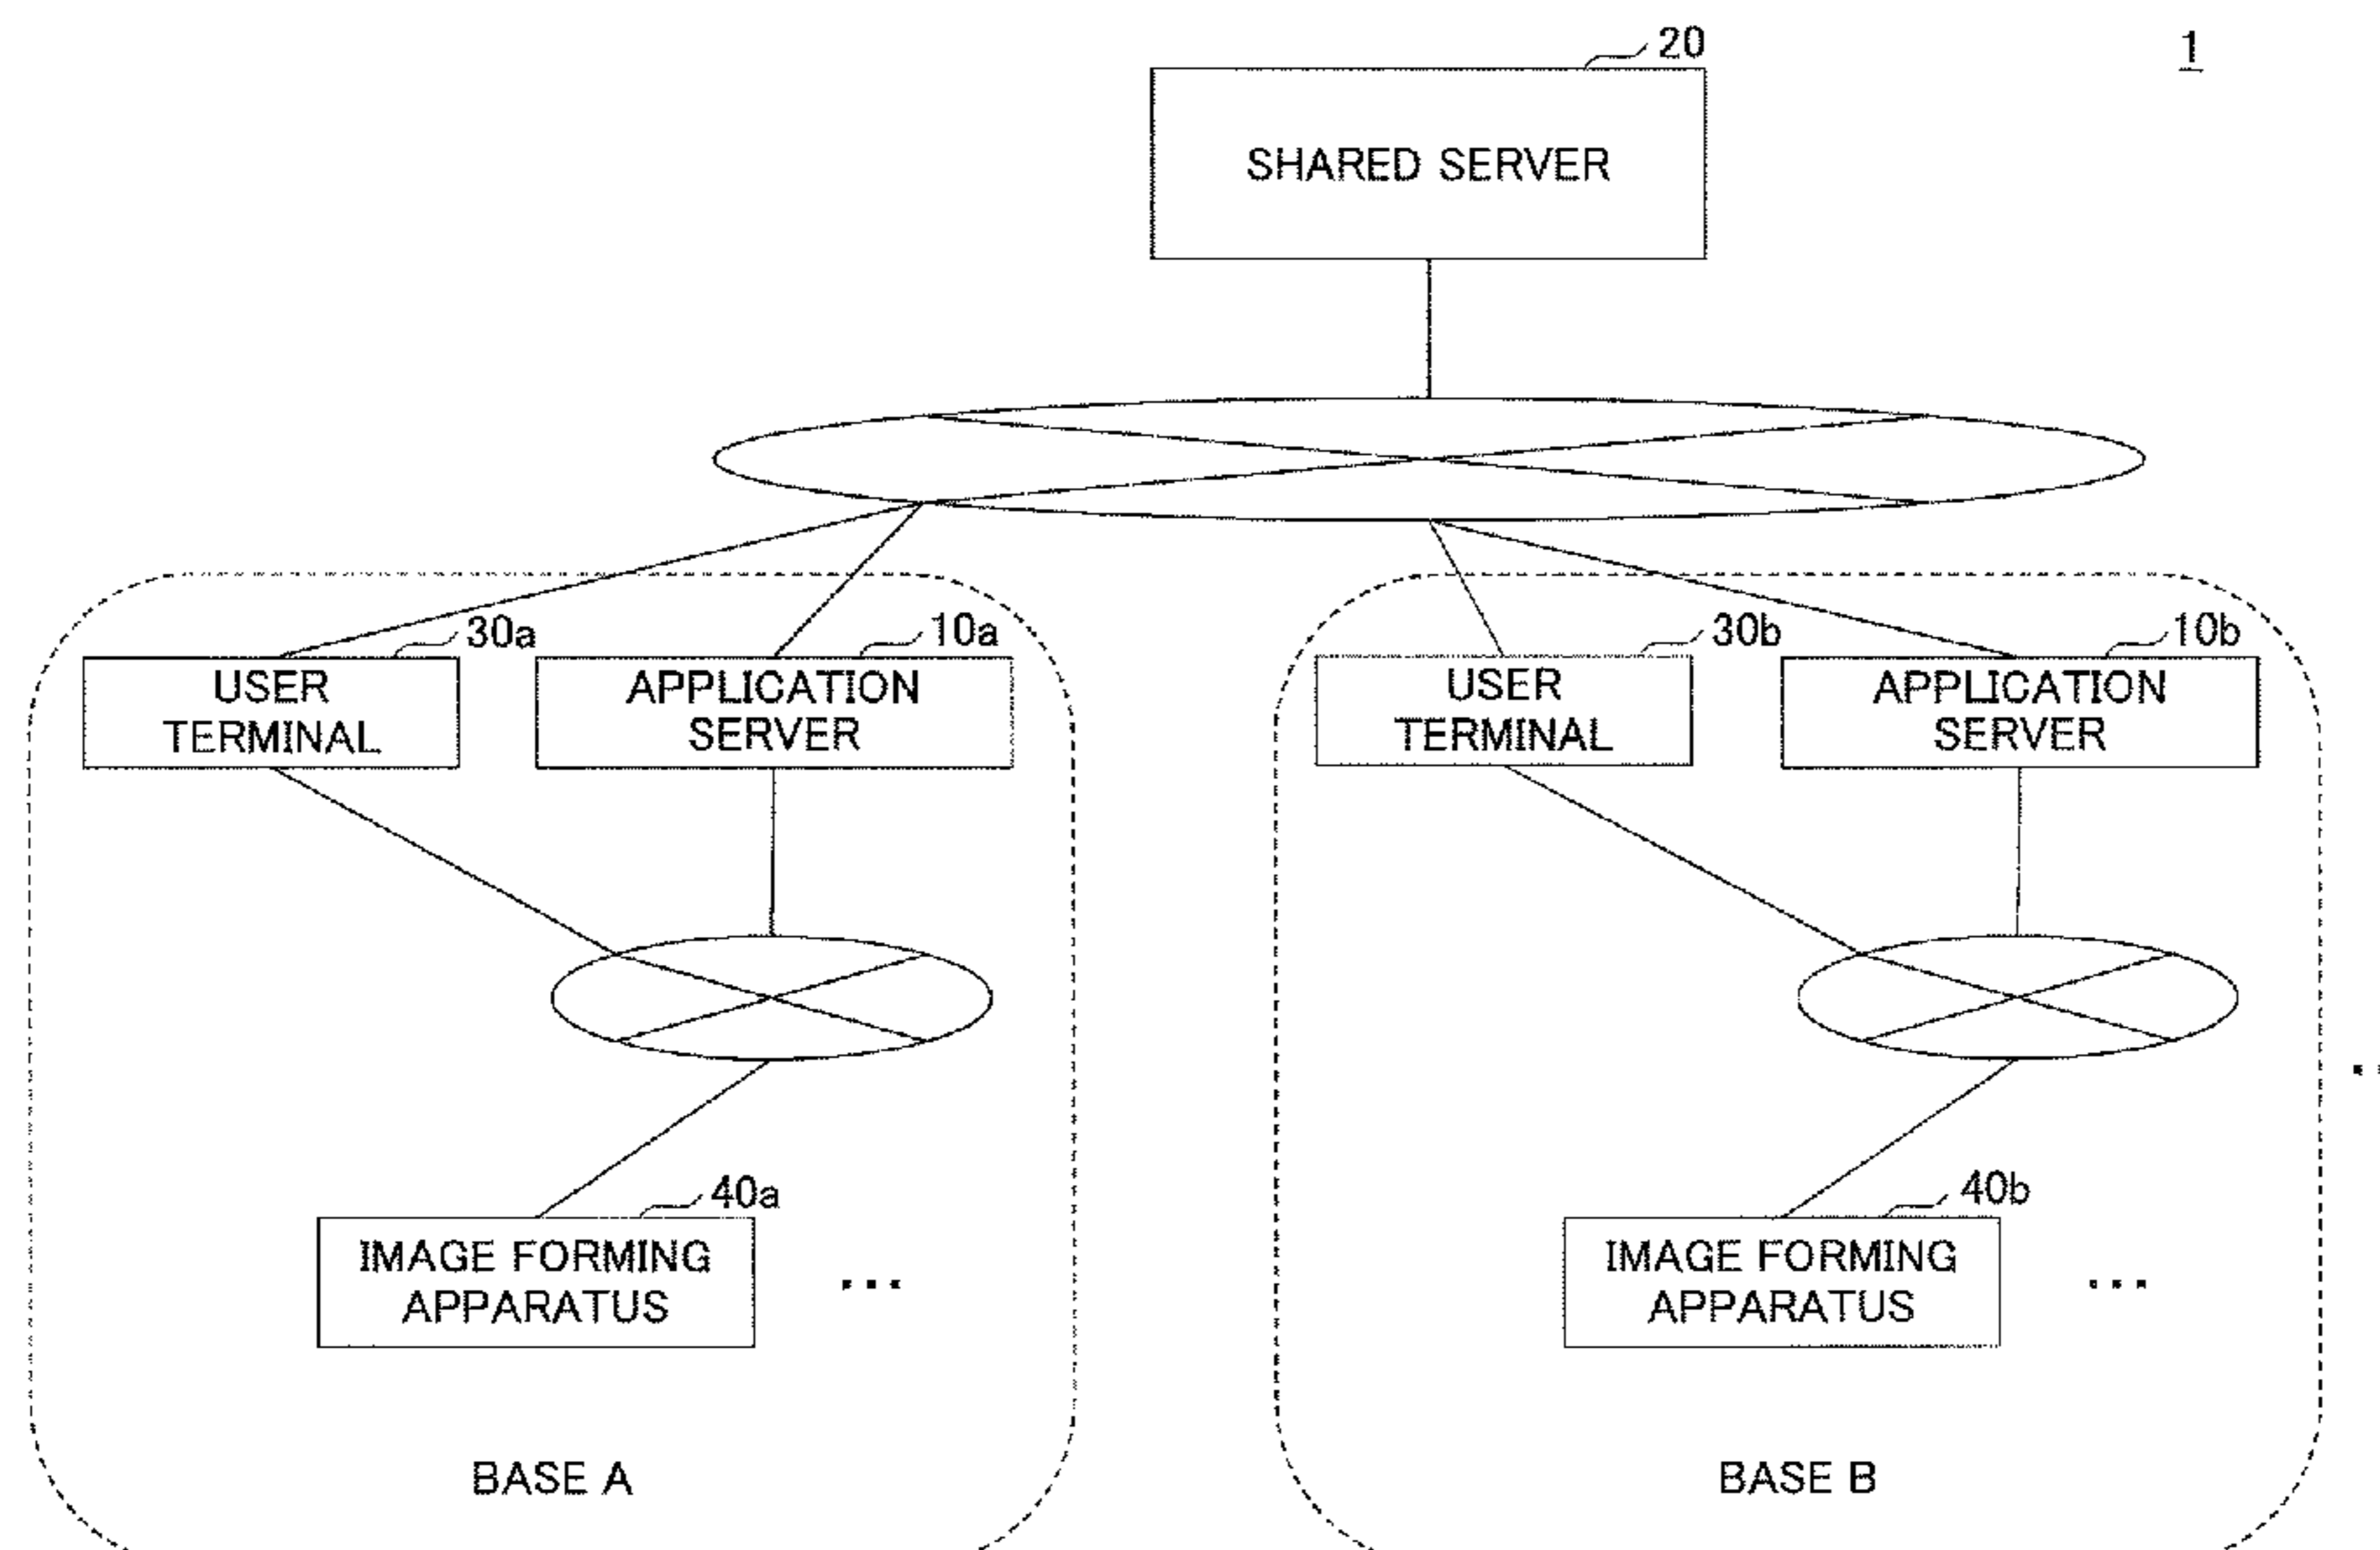 20
1
SHARED SERVER
30a
10a
USER
TERMINAL
APPLICATION
SERVER
30b
10b
USER
TERMINAL
APPLICATION
SERVER
40a
IMAGE FORMING
APPARATUS
...
40b
IMAGE FORMING
APPARATUS
...
BASE A
BASE B